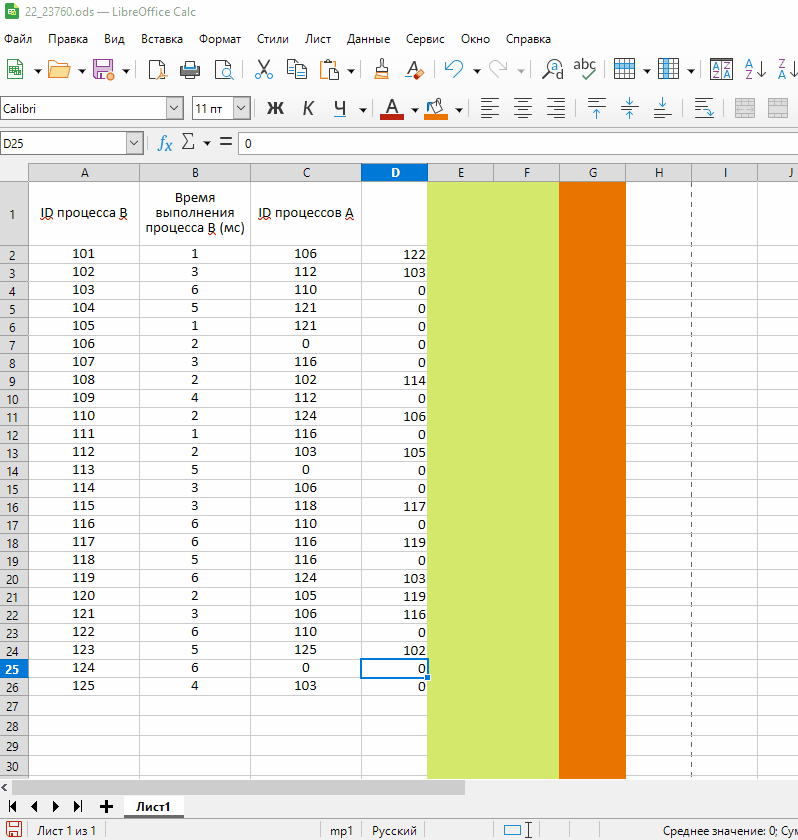 22_23760.ods — LibreOffice Calc
Файл Правка Вид Вставка Формат Стили Лист Данные Сервис Окно Справка
Calibri 11 пт Ж К Ч А
D25 fx Σ = 0
A B C D E F G H I J
1 ID процесса B Время выполнения процесса B (мс) ID процессов A
2 101 1 106 122
3 102 3 112 103
4 103 6 110 0
5 104 5 121 0
6 105 1 121 0
7 106 2 0 0
8 107 3 116 0
9 108 2 102 114
10 109 4 112 0
11 110 2 124 106
12 111 1 116 0
13 112 2 103 105
14 113 5 0 0
15 114 3 106 0
16 115 3 118 117
17 116 6 110 0
18 117 6 116 119
19 118 5 116 0
20 119 6 124 103
21 120 2 105 119
22 121 3 106 116
23 122 6 110 0
24 123 5 125 102
25 124 6 0 0
26 125 4 103 0
27
28
29
30
Лист1
Лист 1 из 1 mp1 Русский Среднее значение: 0; Сум